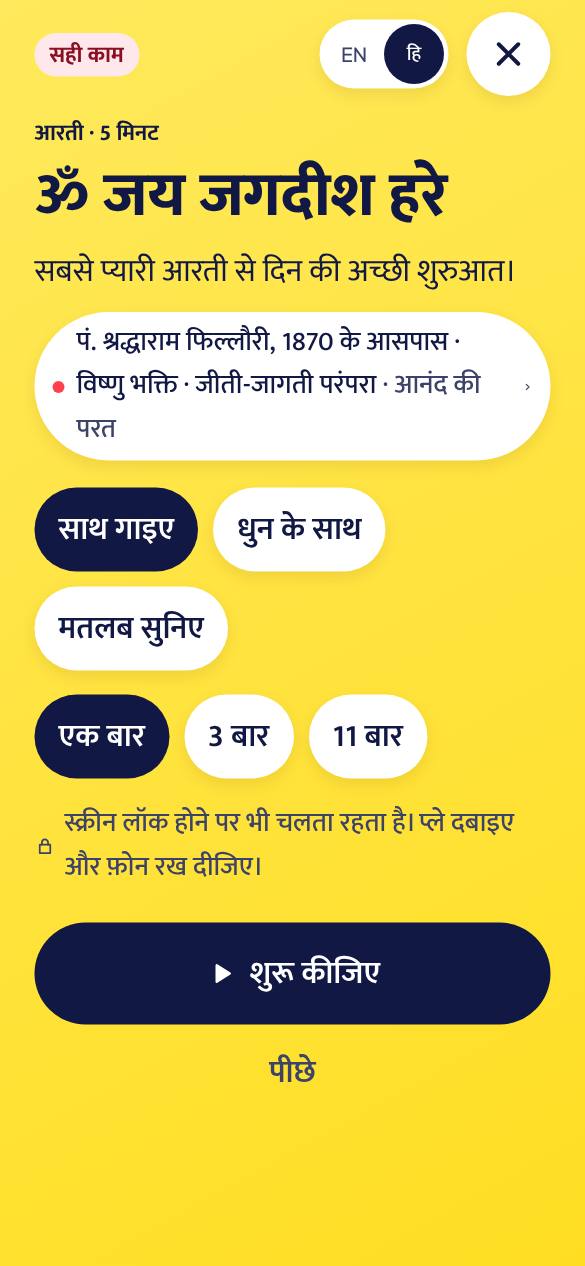 सही काम
EN हि
आरती · 5 मिनट
ॐ जय जगदीश हरे
सबसे प्यारी आरती से दिन की अच्छी शुरुआत।
पं. श्रद्धाराम फिल्लौरी, 1870 के आसपास ·
विष्णु भक्ति · जीती-जागती परंपरा · आनंद की
परत
साथ गाइए धुन के साथ
मतलब सुनिए
एक बार 3 बार 11 बार
स्क्रीन लॉक होने पर भी चलता रहता है। प्ले दबाइए
और फ़ोन रख दीजिए।
शुरू कीजिए
पीछे